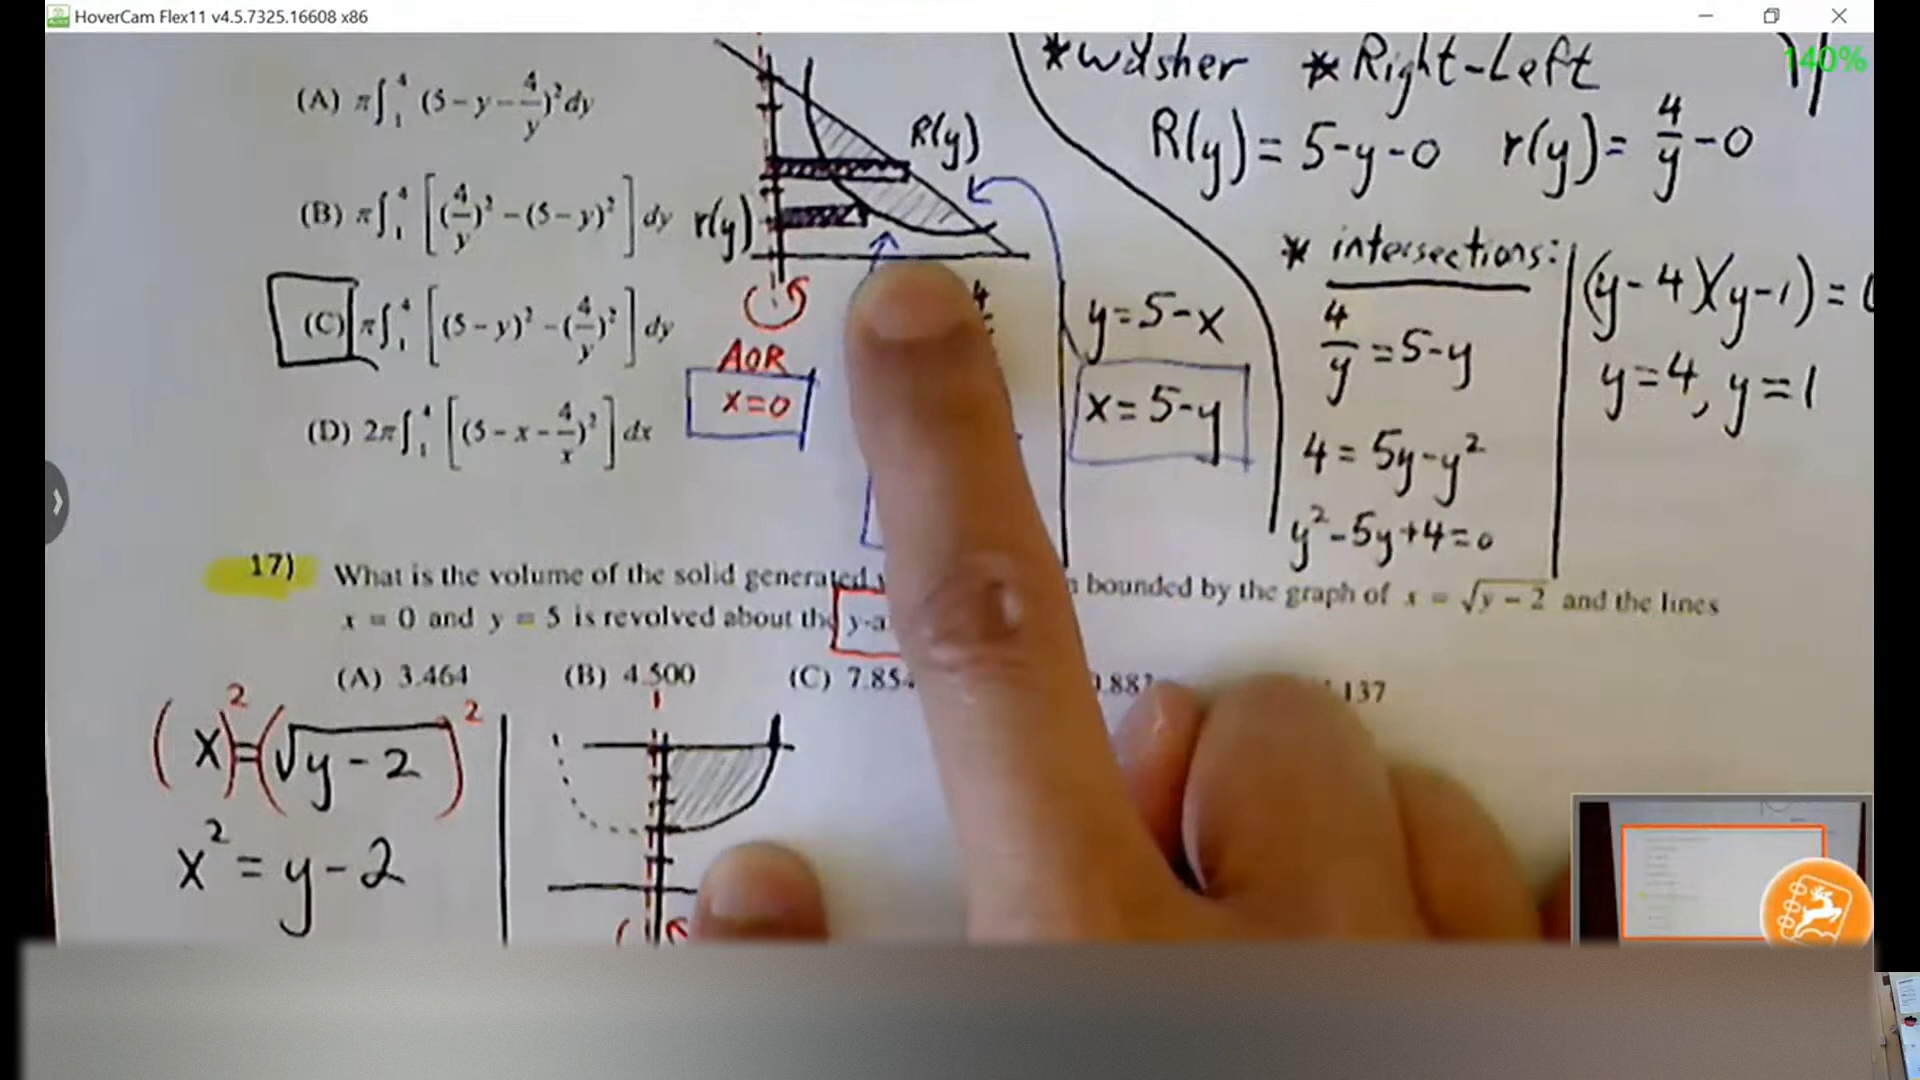 HoverCam Flex11 v4.5.7325.16608 x86
140%
*washer *Right-Left
(A) π∫₁⁴ (5 - y - 4/y)² dy
R(y)
R(y) = 5-y-0 r(y) = 4/y - 0
(B) π∫₁⁴ [(4/y)² - (5 - y)²] dy
r(y)
* intersections:
(C) π∫₁⁴ [(5 - y)² - (4/y)²] dy
AOR
x=0
(D) 2π∫₁⁴ [(5 - x - 4/x)²] dx
4
y=5-x
x=5-y
4/y = 5-y
4 = 5y-y²
y²-5y+4=0
(y-4)(y-1)=
y=4, y=1
17) What is the volume of the solid generated bounded by the graph of x = √y - 2 and the lines
x = 0 and y = 5 is revolved about the y-a
(A) 3.464 (B) 4.500 (C) 7.85
137
(x)²=(√y-2)²
x² = y-2